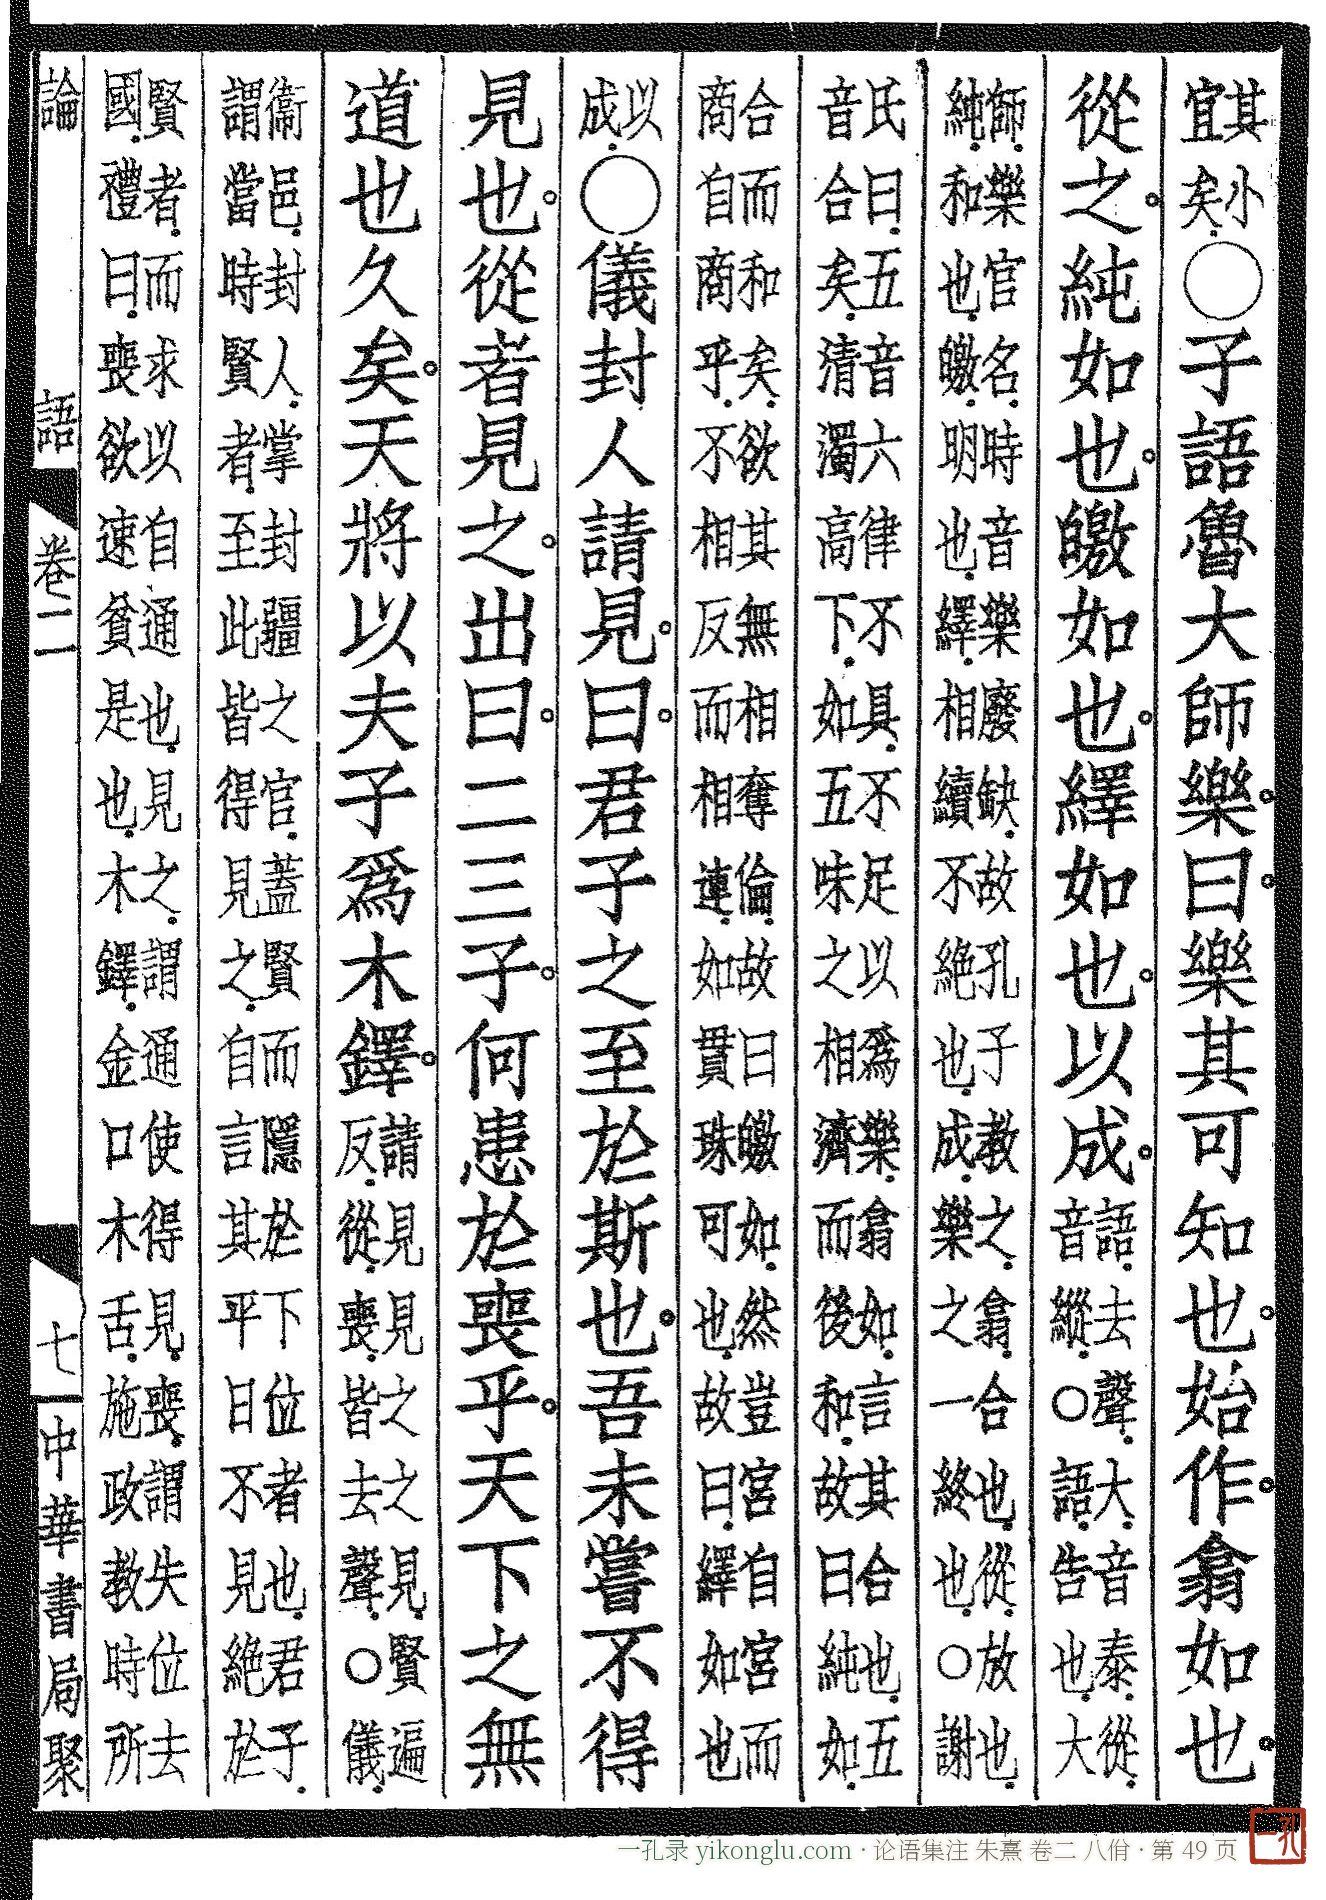 其小
宜矣．
○子語魯大師樂。曰。樂其可知也。始作。翕如也。
從之。純如也。皦如也。繹如也。以成。
語．去聲．大．音泰．從．
音縱．○語．告也．大
師．樂官名．時音樂廢缺．故孔子教之．翕．合也．從．放也．
純．和也．皦．明也．繹．相續不絕也．成．樂之一終也．○謝
氏曰．五音六律不具．不足以爲樂．翕如．言其合也．五
音合矣．清濁高下．如五味之相濟而後和．故曰純如．
合而和矣．欲其無相奪倫．故曰皦如．然豈宮自宮而
商自商乎．不相反而相連．如貫珠可也．故曰．繹如也
以
成．
○儀封人請見。曰。君子之至於斯也。吾未嘗不得
見也。從者見之。出曰。二三子。何患於喪乎。天下之無
道也久矣。天將以夫子爲木鐸。
請見見之之見．賢遍
反．從．喪．皆去聲．○儀．
衞邑．封人．掌封疆之官．蓋賢而隱於下位者也．君子．
謂當時賢者．至此皆得見之．自言其平日不見絕於
賢者．而求以自通也．見之．謂通使得見．喪．謂失位去
國．禮曰．喪欲速貧是也．木鐸．金口木舌．施政教時所
論語 卷二 七 中華書局聚
一孔录 yikonglu.com · 论语集注 朱熹 卷二 八佾 · 第 49 页
一孔